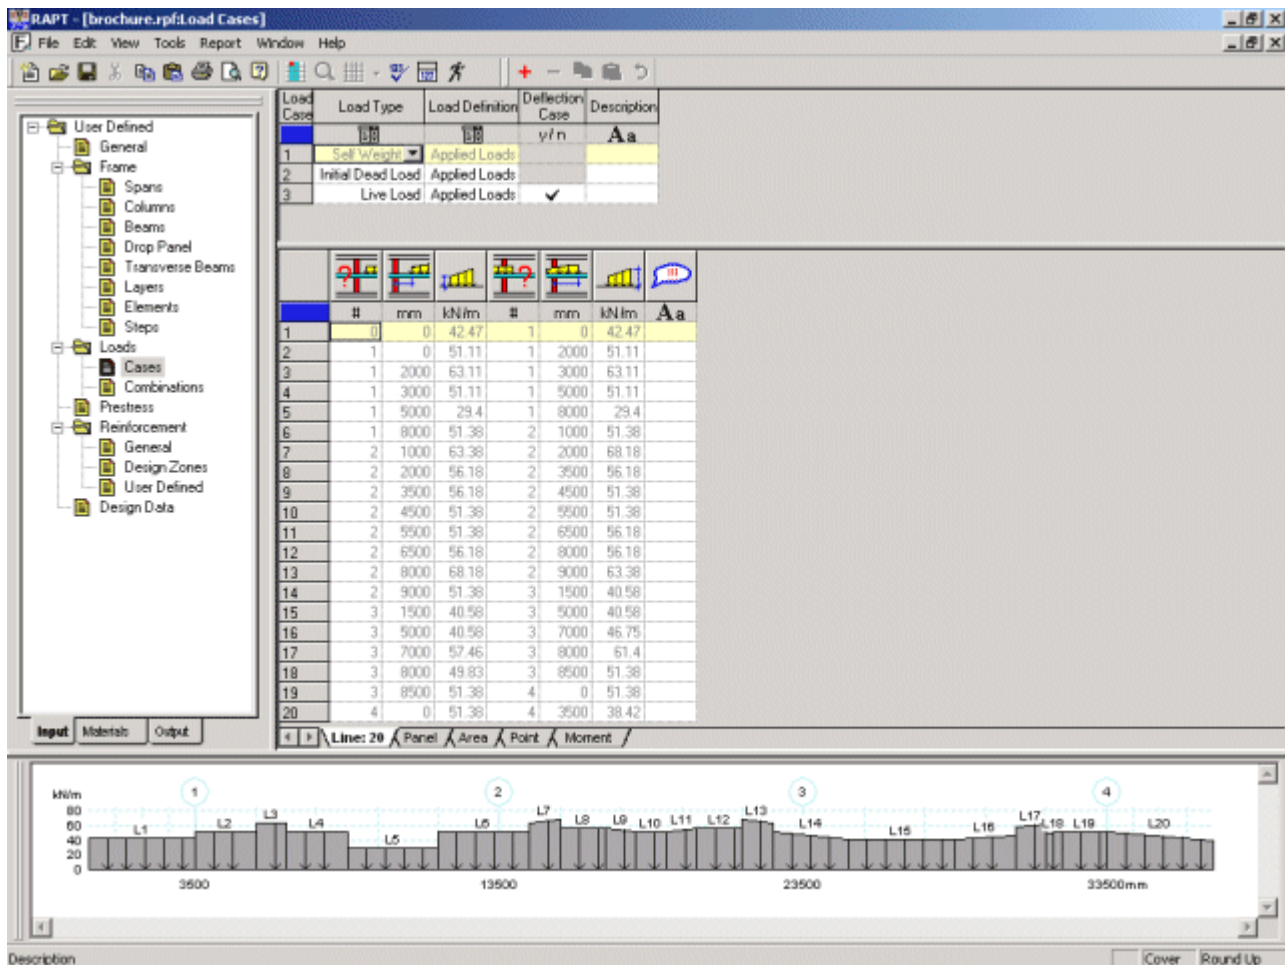 RAPT - [brochure.rpf:Load Cases]
File Edit View Tools Report Window Help
Load Case Load Type Load Definition Deflection Case Description
y/n Aa
1 Self Weight Applied Loads
2 Initial Dead Load Applied Loads
3 Live Load Applied Loads
User Defined
General
Frame
Spans
Columns
Beams
Drop Panel
Transverse Beams
Layers
Elements
Steps
Loads
Cases
Combinations
Prestress
Reinforcement
General
Design Zones
User Defined
Design Data
Input Materials Output
# mm kN/m # mm kN/m Aa
1 0 0 42.47 1 0 42.47
2 1 0 51.11 1 2000 51.11
3 1 2000 63.11 1 3000 63.11
4 1 3000 51.11 1 5000 51.11
5 1 5000 29.4 1 8000 29.4
6 1 8000 51.38 2 1000 51.38
7 2 1000 63.38 2 2000 68.18
8 2 2000 56.18 2 3500 56.18
9 2 3500 56.18 2 4500 51.38
10 2 4500 51.38 2 5500 51.38
11 2 5500 51.38 2 6500 56.18
12 2 6500 56.18 2 8000 56.18
13 2 8000 68.18 2 9000 63.38
14 2 9000 51.38 3 1500 40.58
15 3 1500 40.58 3 5000 40.58
16 3 5000 40.58 3 7000 46.75
17 3 7000 57.46 3 8000 61.4
18 3 8000 49.83 3 8500 51.38
19 3 8500 51.38 4 0 51.38
20 4 0 51.38 4 3500 38.42
Line: 20 Panel Area Point Moment
kN/m 1 2 3 4
80
60
40
20
0
L1 L2 L3 L4 L5 L6 L7 L8 L9 L10 L11 L12 L13 L14 L15 L16 L17 L18 L19 L20
3500 13500 23500 33500mm
Description Cover Round Up